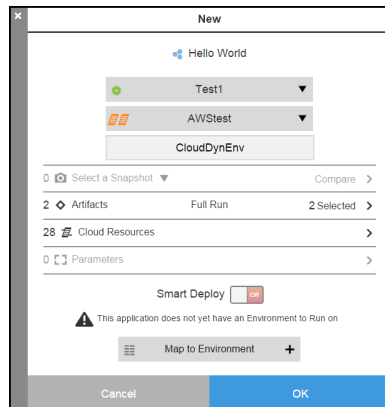 New
Hello World
Test1
AWStest
CloudDynEnv
0 Select a Snapshot Compare
2 Artifacts Full Run 2 Selected
28 Cloud Resources
0 Parameters
Smart Deploy Off
This application does not yet have an Environment to Run on
Map to Environment +
Cancel OK